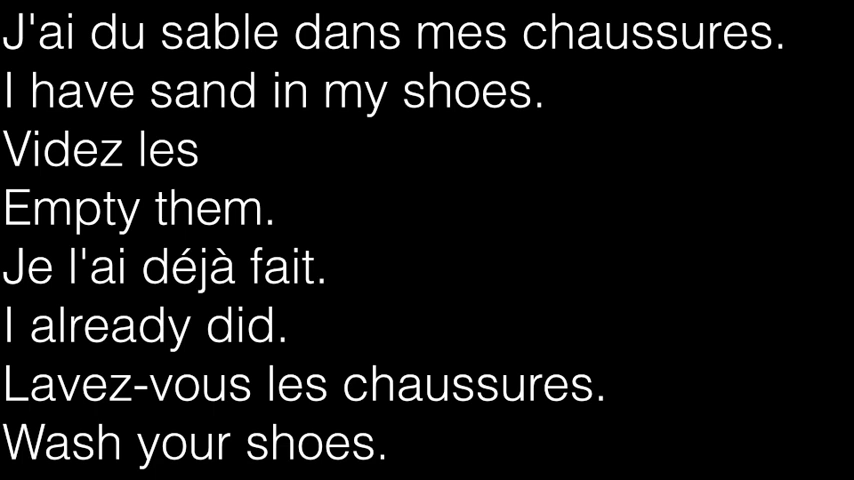 J'ai du sable dans mes chaussures.
I have sand in my shoes.
Videz les
Empty them.
Je l'ai déjà fait.
I already did.
Lavez-vous les chaussures.
Wash your shoes.